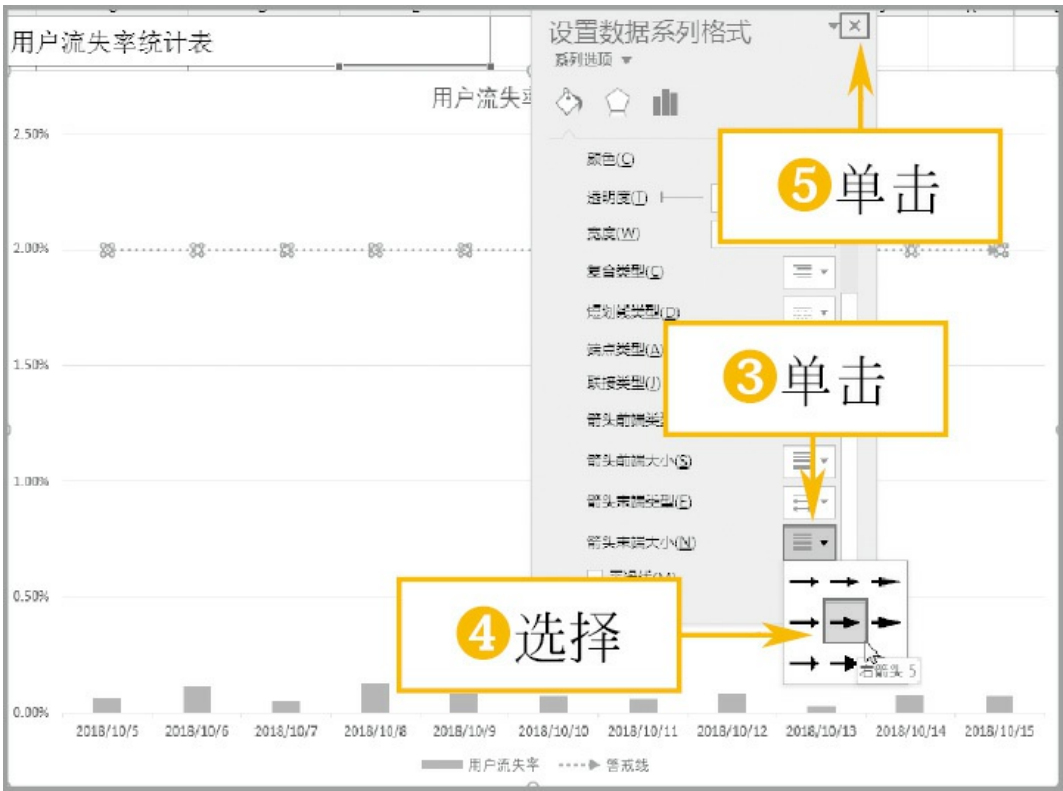 用户流失率统计表
设置数据系列格式
系列选项
用户流失
颜色(C)
❺单击
透明度(T)
宽度(W)
复合类型(C)
短划线类型(D)
端点类型(A)
联接类型(J)
❸单击
箭头前端类
箭头前端大小(S)
箭头末端类型(E)
箭头末端大小(N)
❹选择
右箭头 5
2.50%
2.00%
1.50%
1.00%
0.50%
0.00%
2018/10/5 2018/10/6 2018/10/7 2018/10/8 2018/10/9 2018/10/10 2018/10/11 2018/10/12 2018/10/13 2018/10/14 2018/10/15
用户流失率 警戒线